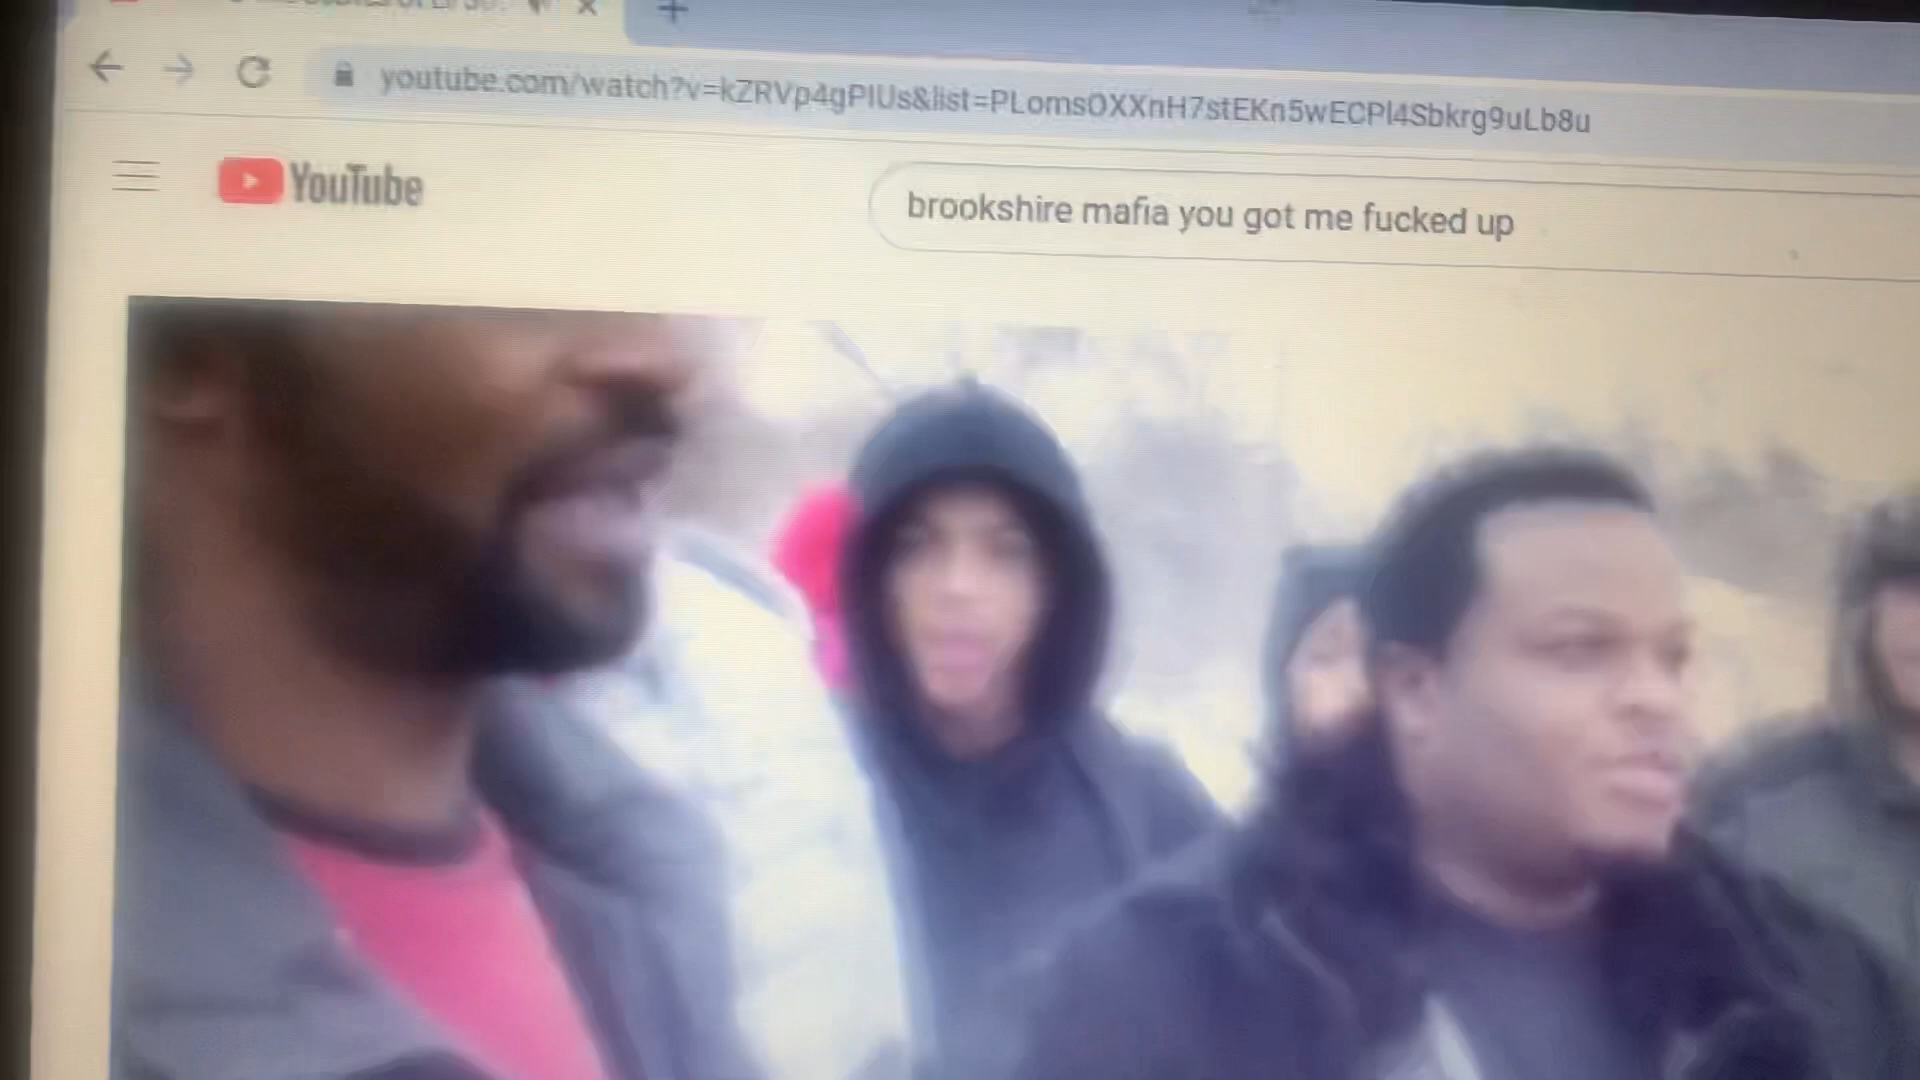 youtube.com/watch?v=kZRVp4gPIUs&list=PLomsOXXnH7stEKn5wECPl4Sbkrg9uLb8u
YouTube
brookshire mafia you got me fucked up